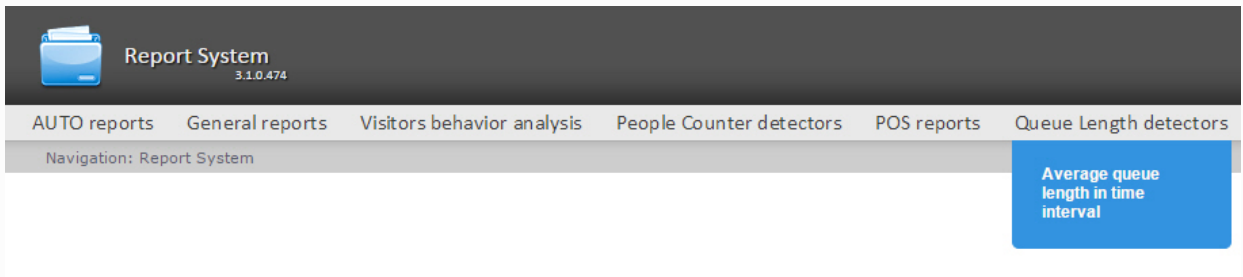 Report System
3.1.0.474
AUTO reports General reports Visitors behavior analysis People Counter detectors POS reports Queue Length detectors
Navigation: Report System
Average queue
length in time
interval